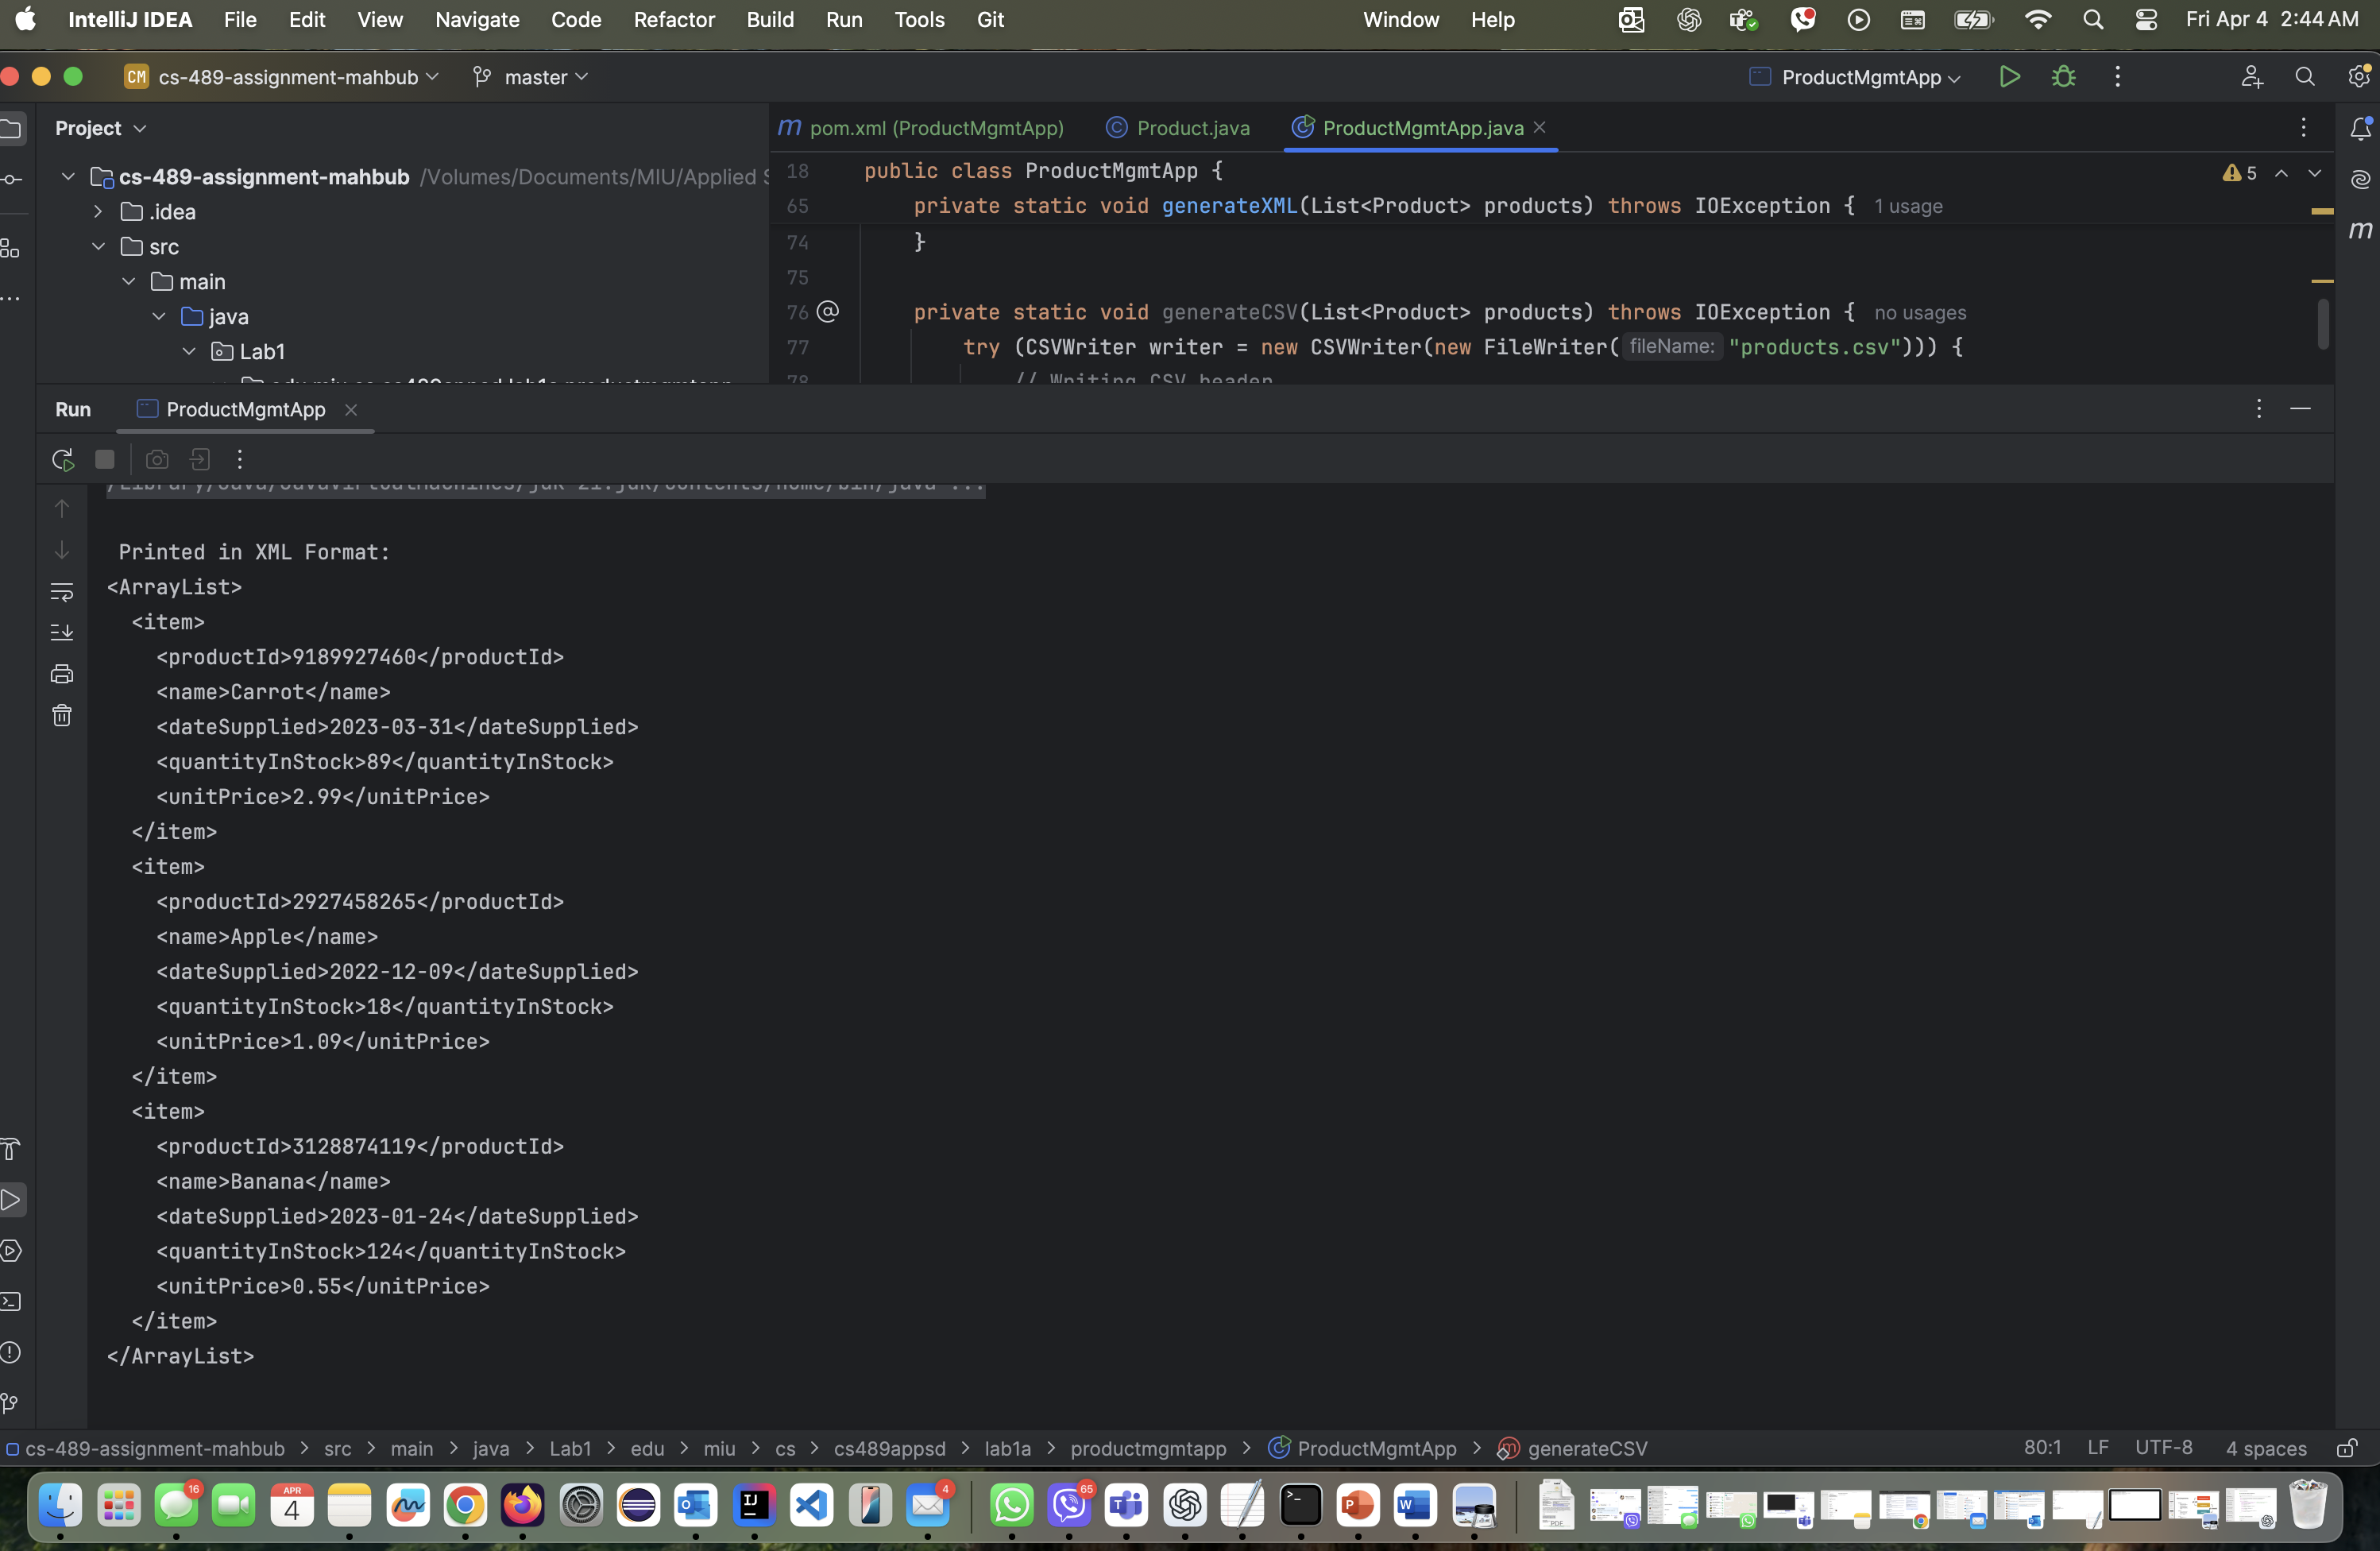 IntelliJ IDEA File Edit View Navigate Code Refactor Build Run Tools Git Window Help Fri Apr 4 2:44 AM
CM cs-489-assignment-mahbub master ProductMgmtApp
Project
m pom.xml (ProductMgmtApp) Product.java ProductMgmtApp.java
cs-489-assignment-mahbub /Volumes/Documents/MIU/Applied S
.idea
src
main
java
Lab1
18 public class ProductMgmtApp {
65 private static void generateXML(List<Product> products) throws IOException { 1 usage
74 }
75
76 @ private static void generateCSV(List<Product> products) throws IOException { no usages
77 try (CSVWriter writer = new CSVWriter(new FileWriter( fileName: "products.csv"))) {
78 // Writing CSV header
5
m
Run ProductMgmtApp
Printed in XML Format:
<ArrayList>
<item>
<productId>9189927460</productId>
<name>Carrot</name>
<dateSupplied>2023-03-31</dateSupplied>
<quantityInStock>89</quantityInStock>
<unitPrice>2.99</unitPrice>
</item>
<item>
<productId>2927458265</productId>
<name>Apple</name>
<dateSupplied>2022-12-09</dateSupplied>
<quantityInStock>18</quantityInStock>
<unitPrice>1.09</unitPrice>
</item>
<item>
<productId>3128874119</productId>
<name>Banana</name>
<dateSupplied>2023-01-24</dateSupplied>
<quantityInStock>124</quantityInStock>
<unitPrice>0.55</unitPrice>
</item>
</ArrayList>
cs-489-assignment-mahbub > src > main > java > Lab1 > edu > miu > cs > cs489appsd > lab1a > productmgmtapp > ProductMgmtApp > generateCSV 80:1 LF UTF-8 4 spaces
16 APR 4 IJ 4 65